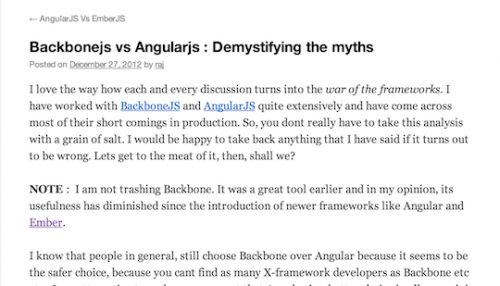 ← AngularJS Vs EmberJS
Backbonejs vs Angularjs : Demystifying the myths
Posted on December 27, 2012 by raj
I love the way how each and every discussion turns into the war of the frameworks. I
have worked with BackboneJS and AngularJS quite extensively and have come across
most of their short comings in production. So, you dont really have to take this analysis
with a grain of salt. I would be happy to take back anything that I have said if it turns out
to be wrong. Lets get to the meat of it, then, shall we?
NOTE : I am not trashing Backbone. It was a great tool earlier and in my opinion, its
usefulness has diminished since the introduction of newer frameworks like Angular and
Ember.
I know that people in general, still choose Backbone over Angular because it seems to be
the safer choice, because you cant find as many X-framework developers as Backbone etc